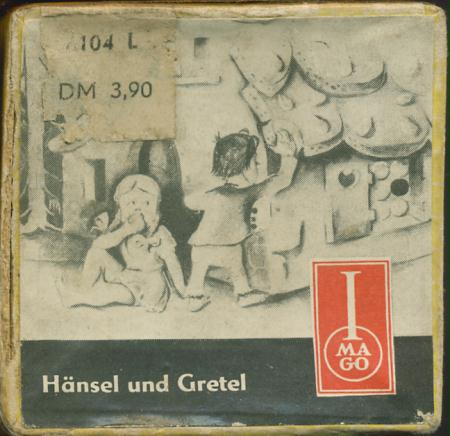 104 L
DM 3,90
I
MA
GO
Hänsel und Gretel